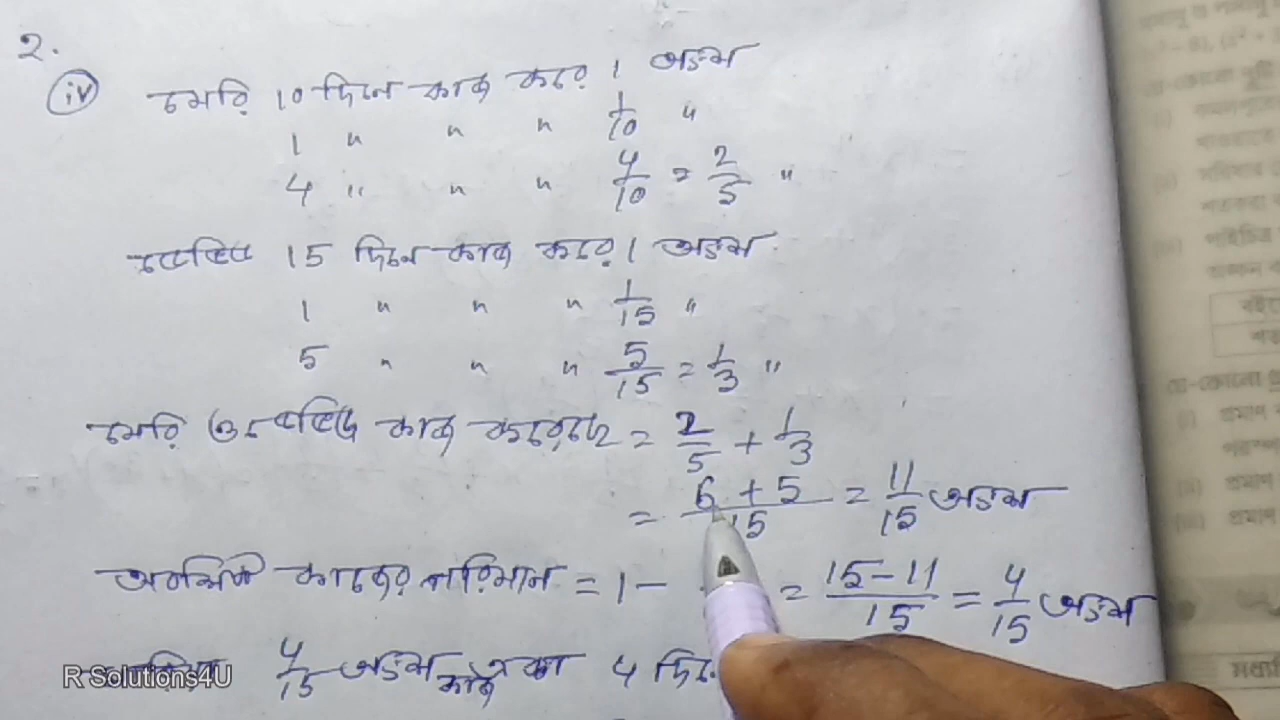 2.
iv মেরি 10 দিনে কাজ করে 1 অংশ
1 " " " 1/10 "
4 " " " 4/10 = 2/5 "
15 দিনে কাজ করে 1 অংশ
1 " " " 1/15 "
5 " " " 5/15 = 1/3 "
মেরি ও কাজ করেছে = 2/5 + 1/3
= 6 + 5/15 = 11/15 অংশ
অবশিষ্ট কাজের পরিমান = 1 - = 15-11/15 = 4/15 অংশ
4/15 অংশ কাজ একা 4 দিনে
R Solutions4U